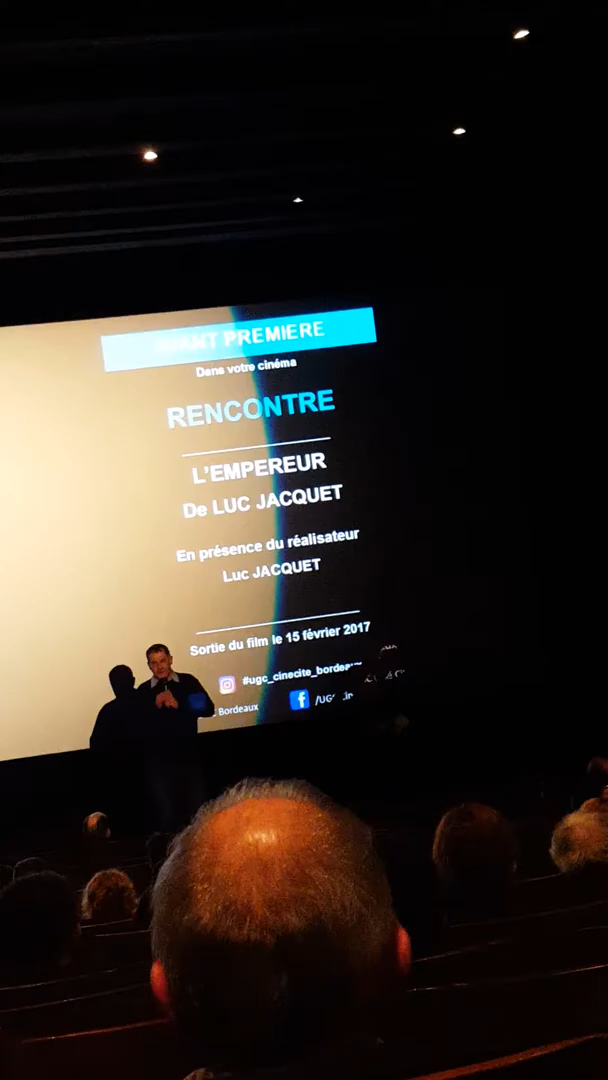 AVANT PREMIERE
Dans votre cinéma
RENCONTRE
L'EMPEREUR
De LUC JACQUET
En présence du réalisateur
Luc JACQUET
Sortie du film le 15 février 2017
#ugc_cinecite_bordeaux
Bordeaux